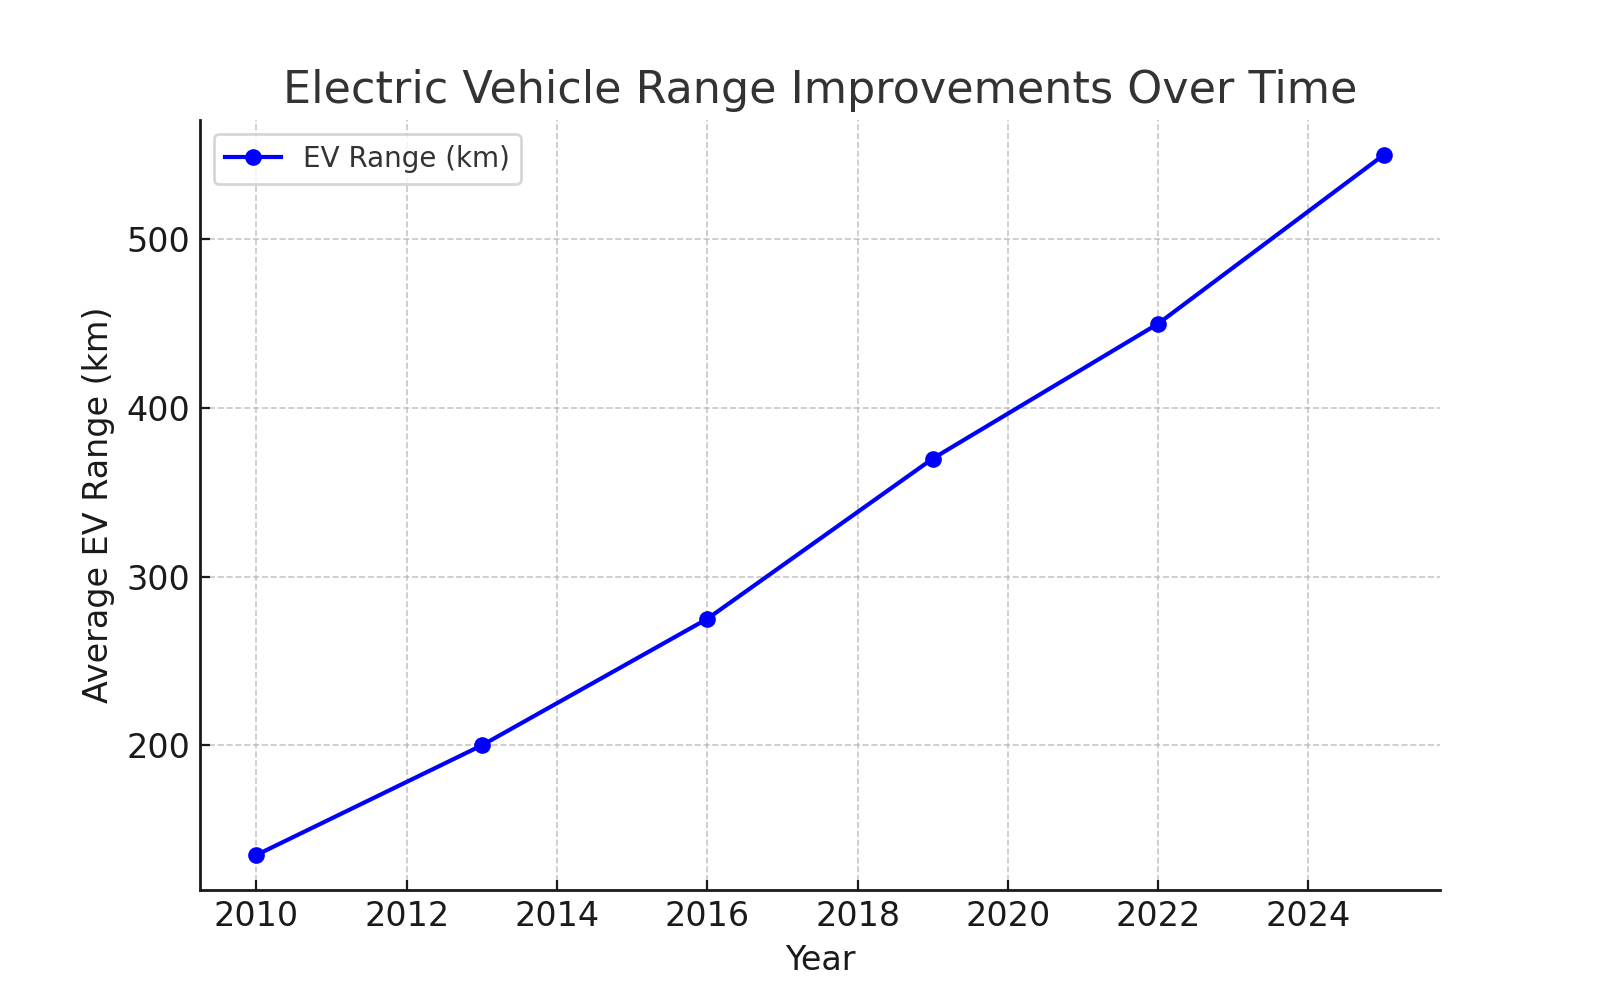 Electric Vehicle Range Improvements Over Time
EV Range (km)
500
400
300
200
Average EV Range (km)
2010 2012 2014 2016 2018 2020 2022 2024
Year